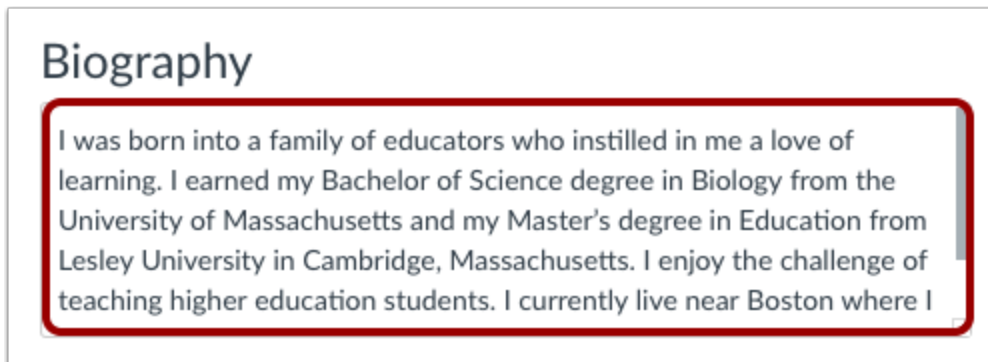 Biography
I was born into a family of educators who instilled in me a love of
learning. I earned my Bachelor of Science degree in Biology from the
University of Massachusetts and my Master’s degree in Education from
Lesley University in Cambridge, Massachusetts. I enjoy the challenge of
teaching higher education students. I currently live near Boston where I